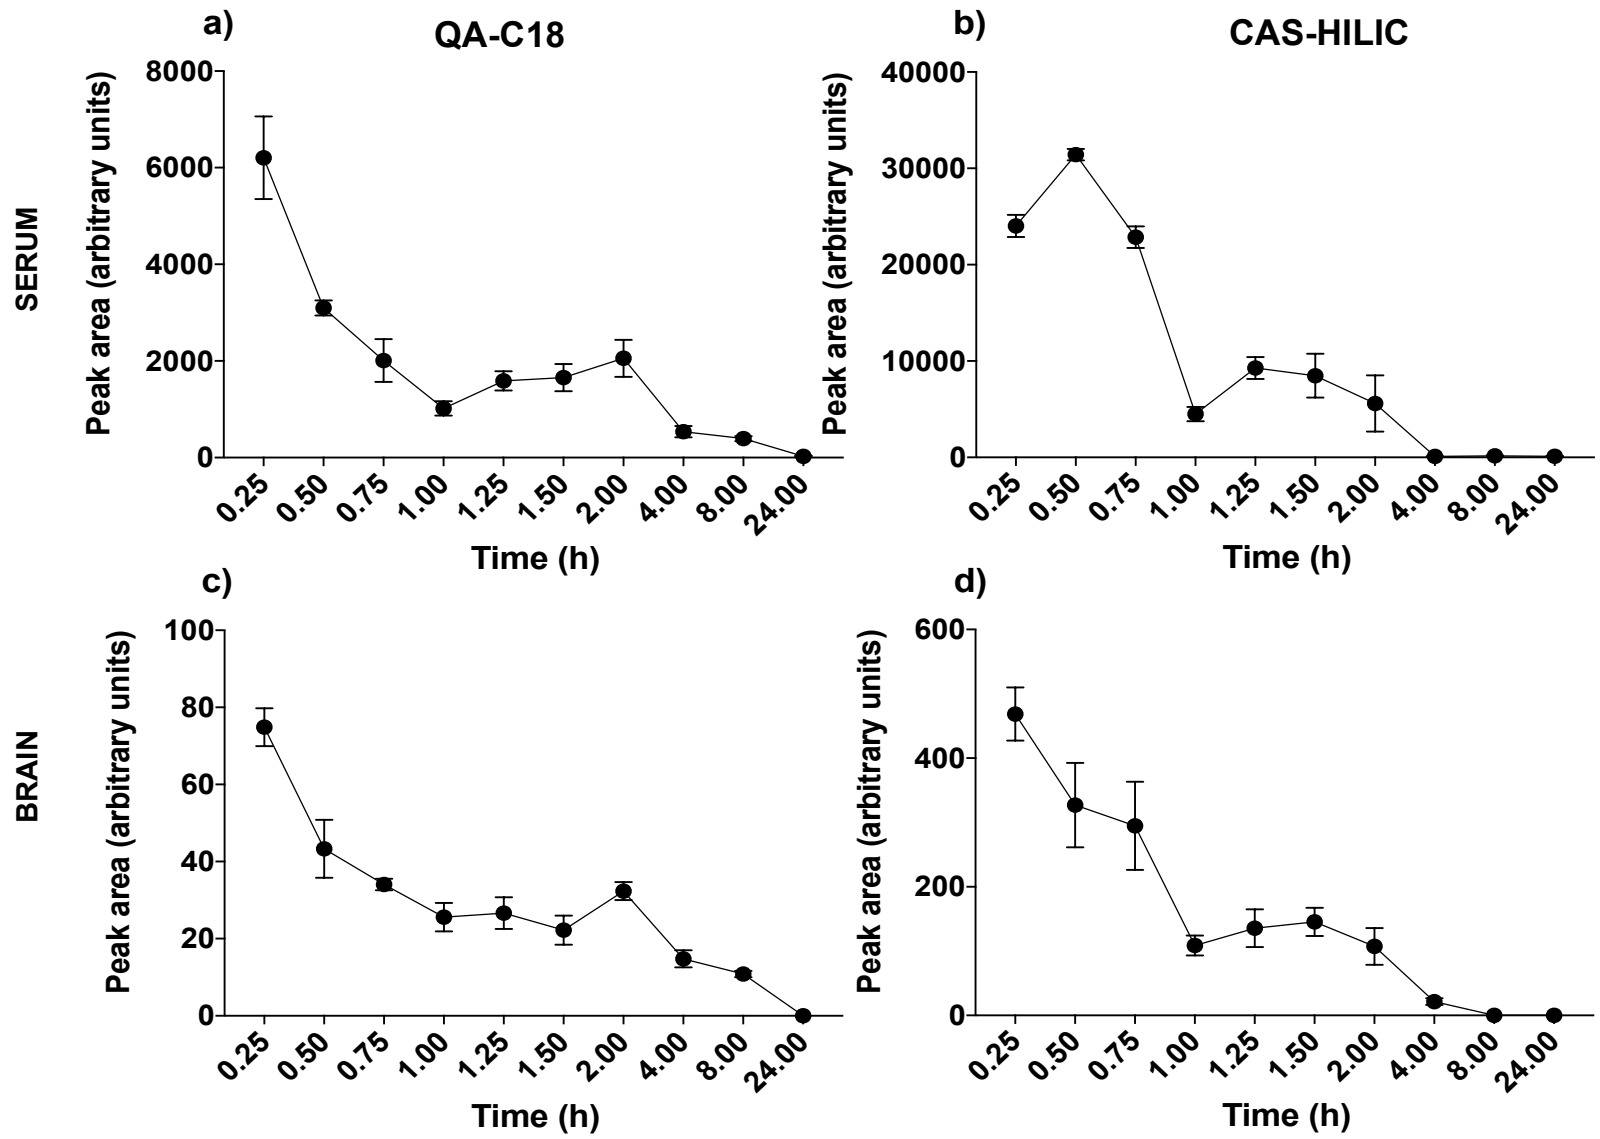 a)
QA-C18
b)
CAS-HILIC
SERUM
Peak area (arbitrary units)
8000
6000
4000
2000
0
0.25 0.50 0.75 1.00 1.25 1.50 2.00 4.00 8.00 24.00
Time (h)
Peak area (arbitrary units)
40000
30000
20000
10000
0
0.25 0.50 0.75 1.00 1.25 1.50 2.00 4.00 8.00 24.00
Time (h)
BRAIN
c)
Peak area (arbitrary units)
100
80
60
40
20
0
0.25 0.50 0.75 1.00 1.25 1.50 2.00 4.00 8.00 24.00
Time (h)
d)
Peak area (arbitrary units)
600
400
200
0
0.25 0.50 0.75 1.00 1.25 1.50 2.00 4.00 8.00 24.00
Time (h)